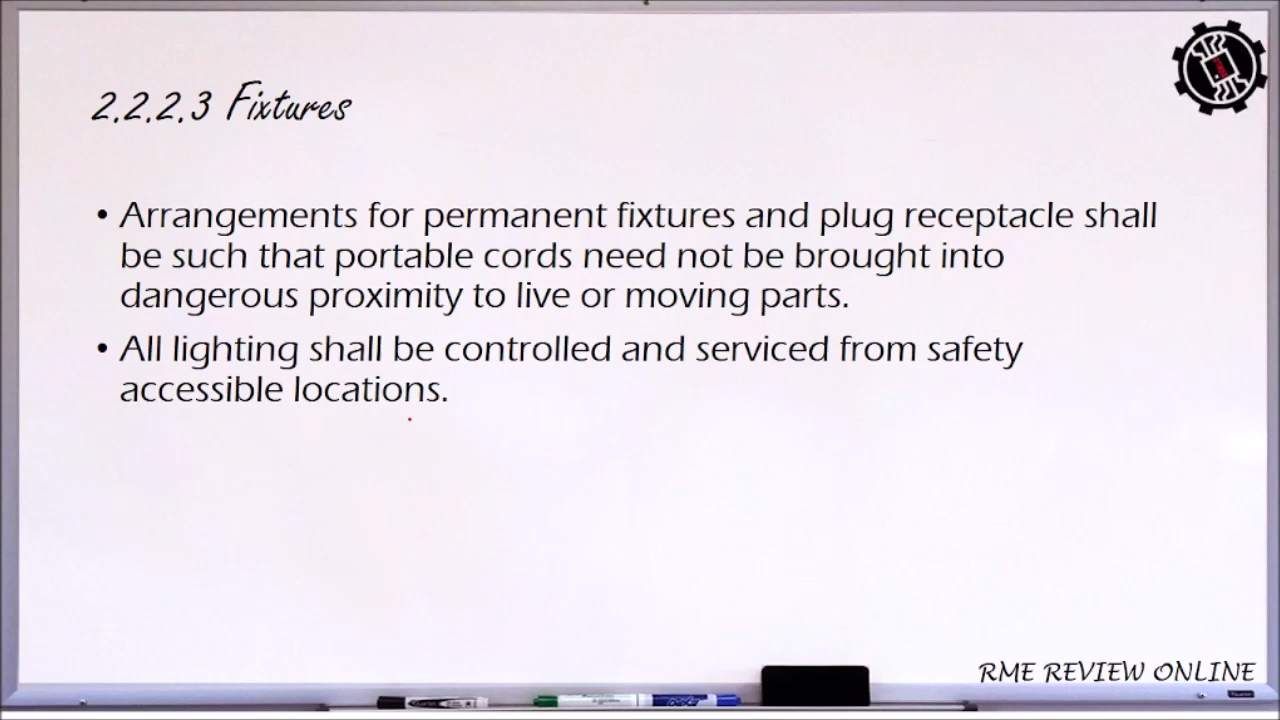 2.2.2.3 Fixtures
• Arrangements for permanent fixtures and plug receptacle shall
be such that portable cords need not be brought into
dangerous proximity to live or moving parts.
• All lighting shall be controlled and serviced from safety
accessible locations.
RME REVIEW ONLINE